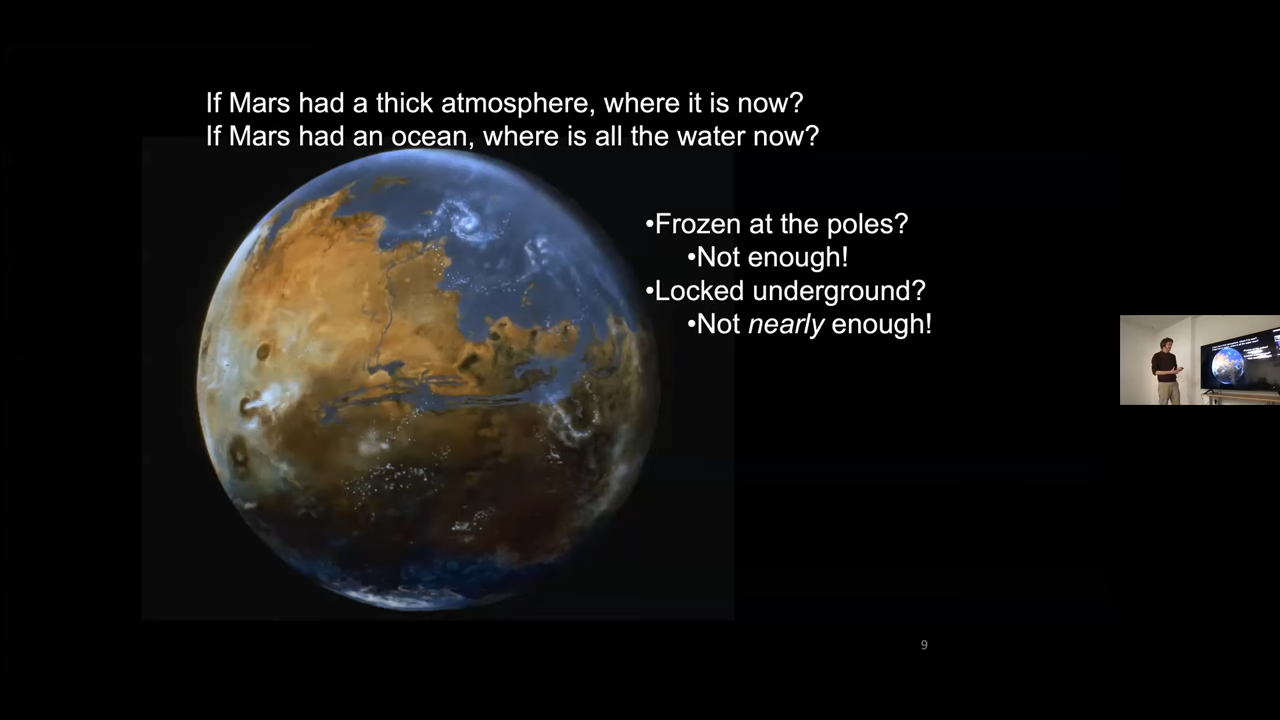 If Mars had a thick atmosphere, where it is now?
If Mars had an ocean, where is all the water now?
•Frozen at the poles?
•Not enough!
•Locked underground?
•Not nearly enough!
9